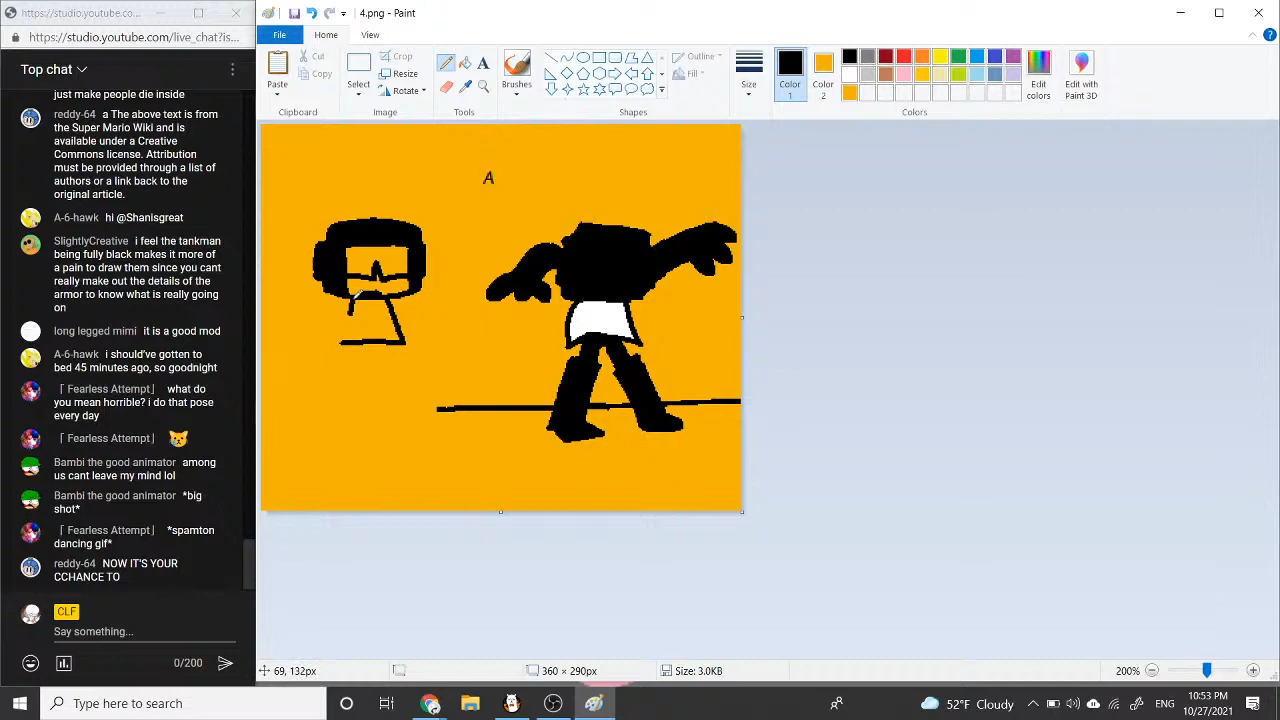 https://studio.youtube.co...
https://studio.youtube.com/live_chat?is...
Top chat
just make people die inside
reddy-64 a The above text is from
the Super Mario Wiki and is
available under a Creative
Commons license. Attribution
must be provided through a list of
authors or a link back to the
original article.
A-6-hawk hi @Shanisgreat
SlightlyCreative i feel the tankman
being fully black makes it more of
a pain to draw them since you cant
really make out the details of the
armor to know what is really going
on
long legged mimi it is a good mod
A-6-hawk i should've gotten to
bed 45 minutes ago, so goodnight
「 Fearless Attempt」 what do
you mean horrible? i do that pose
every day
「 Fearless Attempt」
Bambi the good animator among
us cant leave my mind lol
Bambi the good animator *big
shot*
「 Fearless Attempt」 *spamton
dancing gif*
reddy-64 NOW IT'S YOUR
CCHANCE TO
CLF
Say something...
0/200
4.png - Paint
File
Home
View
Paste
Cut
Copy
Clipboard
Select
Crop
Resize
Rotate
Image
A
Tools
Brushes
Outline
Fill
Shapes
Size
Color
1
Color
2
Edit
colors
Edit with
Paint 3D
Colors
A
69, 132px
360 × 290px
Size: 3.0KB
200%
Type here to search
52°F Cloudy
ENG
10:53 PM
10/27/2021